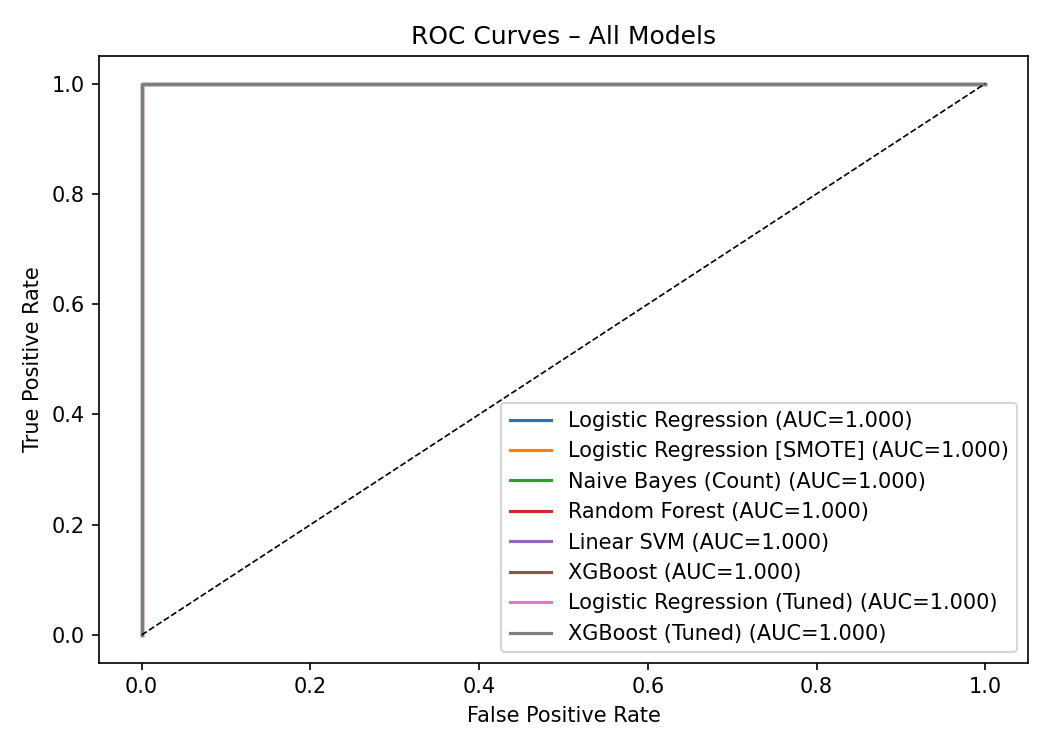 ROC Curves – All Models
True Positive Rate
1.0
0.8
0.6
0.4
0.2
0.0
Logistic Regression (AUC=1.000)
Logistic Regression [SMOTE] (AUC=1.000)
Naive Bayes (Count) (AUC=1.000)
Random Forest (AUC=1.000)
Linear SVM (AUC=1.000)
XGBoost (AUC=1.000)
Logistic Regression (Tuned) (AUC=1.000)
XGBoost (Tuned) (AUC=1.000)
0.0 0.2 0.4 0.6 0.8 1.0
False Positive Rate